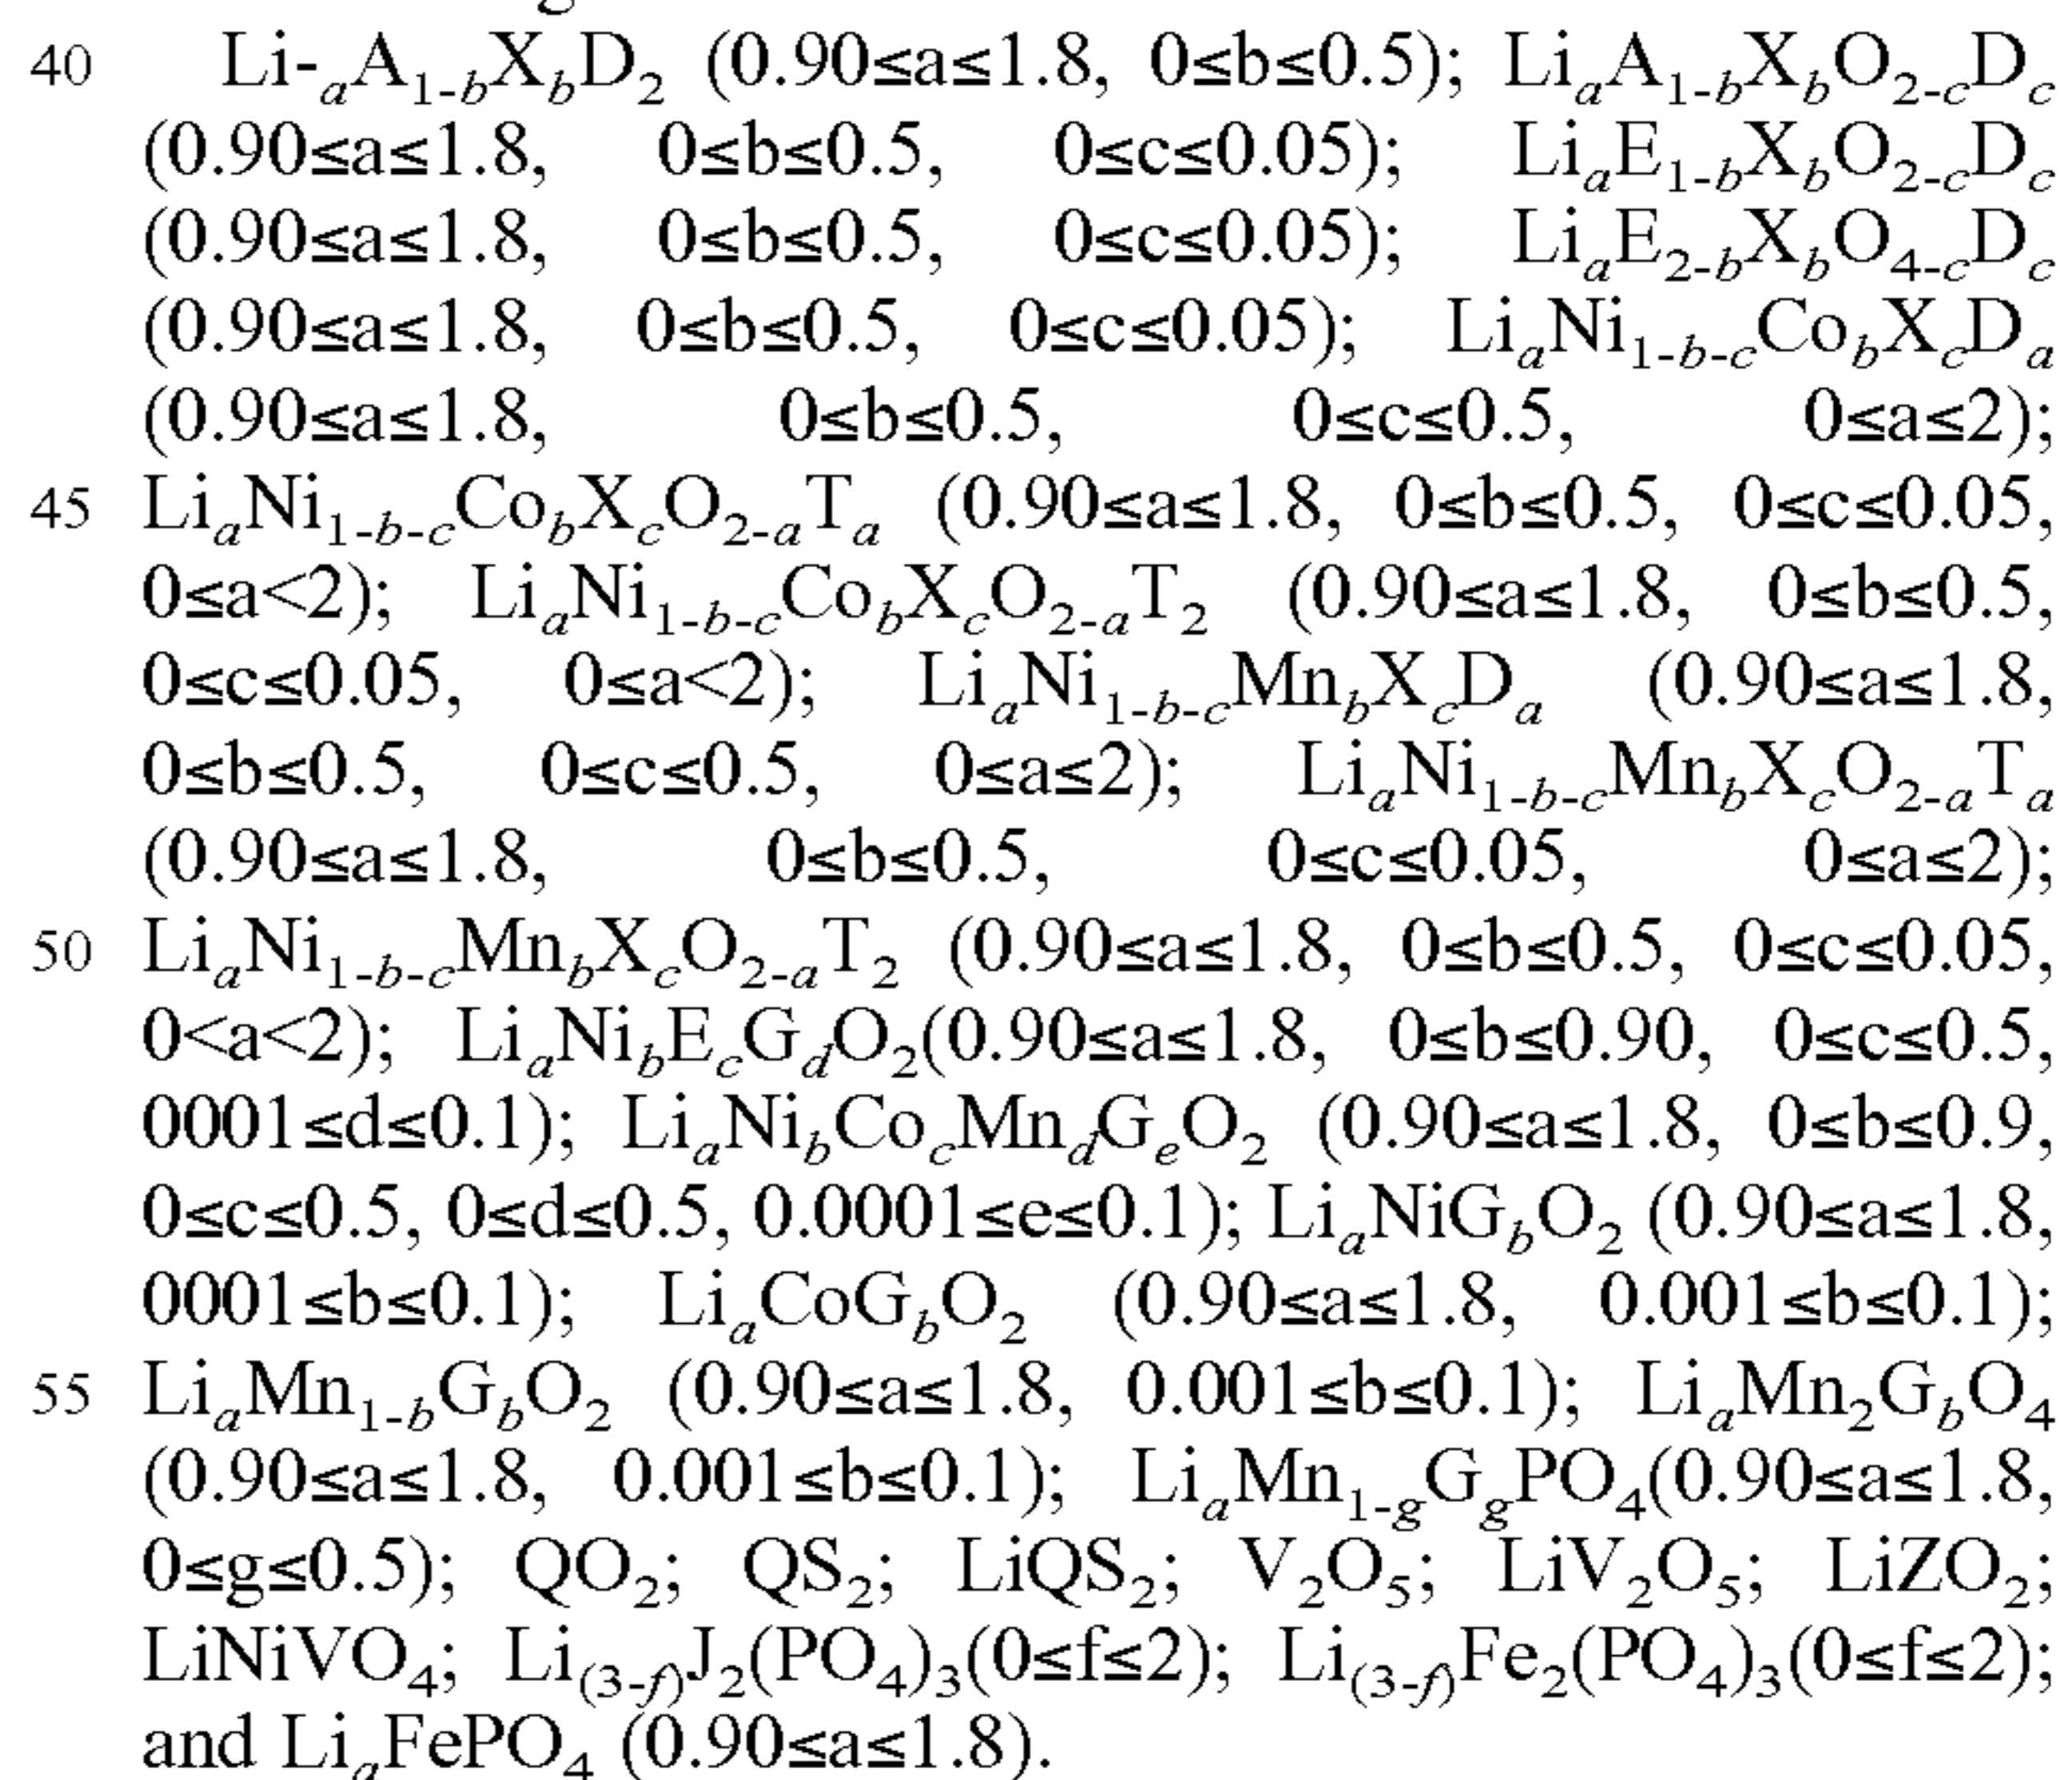 40 Li-ₐA₁₋bXbD₂ (0.90≤a≤1.8, 0≤b≤0.5); LiₐA₁₋bXbO₂₋cDc
(0.90≤a≤1.8, 0≤b≤0.5, 0≤c≤0.05); LiₐE₁₋bXbO₂₋cDc
(0.90≤a≤1.8, 0≤b≤0.5, 0≤c≤0.05); LiₐE₂₋bXbO₄₋cDc
(0.90≤a≤1.8, 0≤b≤0.5, 0≤c≤0.05); LiₐNi₁₋b₋cCobXcDₐ
(0.90≤a≤1.8, 0≤b≤0.5, 0≤c≤0.5, 0≤a≤2);
45 LiₐNi₁₋b₋cCobXcO₂₋ₐTₐ (0.90≤a≤1.8, 0≤b≤0.5, 0≤c≤0.05,
0≤a<2); LiₐNi₁₋b₋cCobXcO₂₋ₐT₂ (0.90≤a≤1.8, 0≤b≤0.5,
0≤c≤0.05, 0≤a<2); LiₐNi₁₋b₋cMnbXcDₐ (0.90≤a≤1.8,
0≤b≤0.5, 0≤c≤0.5, 0≤a≤2); LiₐNi₁₋b₋cMnbXcO₂₋ₐTₐ
(0.90≤a≤1.8, 0≤b≤0.5, 0≤c≤0.05, 0≤a≤2);
50 LiₐNi₁₋b₋cMnbXcO₂₋ₐT₂ (0.90≤a≤1.8, 0≤b≤0.5, 0≤c≤0.05,
0<a<2); LiₐNibEcGdO₂(0.90≤a≤1.8, 0≤b≤0.90, 0≤c≤0.5,
0001≤d≤0.1); LiₐNibCocMndGeO₂ (0.90≤a≤1.8, 0≤b≤0.9,
0≤c≤0.5, 0≤d≤0.5, 0.0001≤e≤0.1); LiₐNiGbO₂ (0.90≤a≤1.8,
0001≤b≤0.1); LiₐCoGbO₂ (0.90≤a≤1.8, 0.001≤b≤0.1);
55 LiₐMn₁₋bGbO₂ (0.90≤a≤1.8, 0.001≤b≤0.1); LiₐMn₂GbO₄
(0.90≤a≤1.8, 0.001≤b≤0.1); LiₐMn₁₋gGgPO₄(0.90≤a≤1.8,
0≤g≤0.5); QO₂; QS₂; LiQS₂; V₂O₅; LiV₂O₅; LiZO₂;
LiNiVO₄; Li₍₃₋f₎J₂(PO₄)₃(0≤f≤2); Li₍₃₋f₎Fe₂(PO₄)₃(0≤f≤2);
and LiₐFePO₄ (0.90≤a≤1.8).